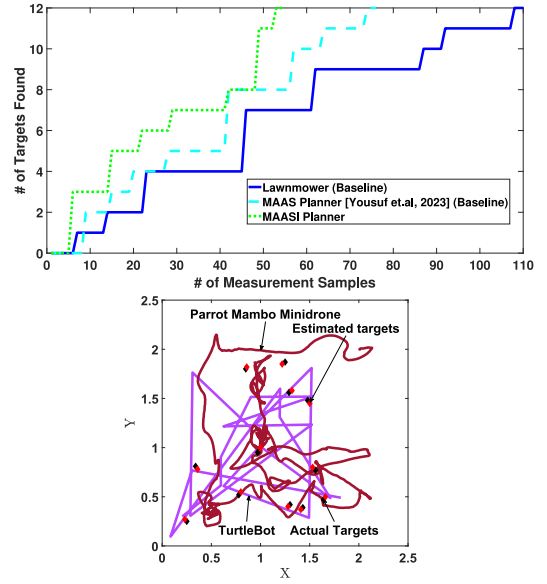 12
10
8
6
4
2
0
# of Targets Found
Lawnmower (Baseline)
MAAS Planner [Yousuf et.al, 2023] (Baseline)
MAASI Planner
0 10 20 30 40 50 60 70 80 90 100 110
# of Measurement Samples
2.5
2
1.5
1
0.5
0
Y
Parrot Mambo Minidrone
Estimated targets
TurtleBot
Actual Targets
0 0.5 1 1.5 2 2.5
X